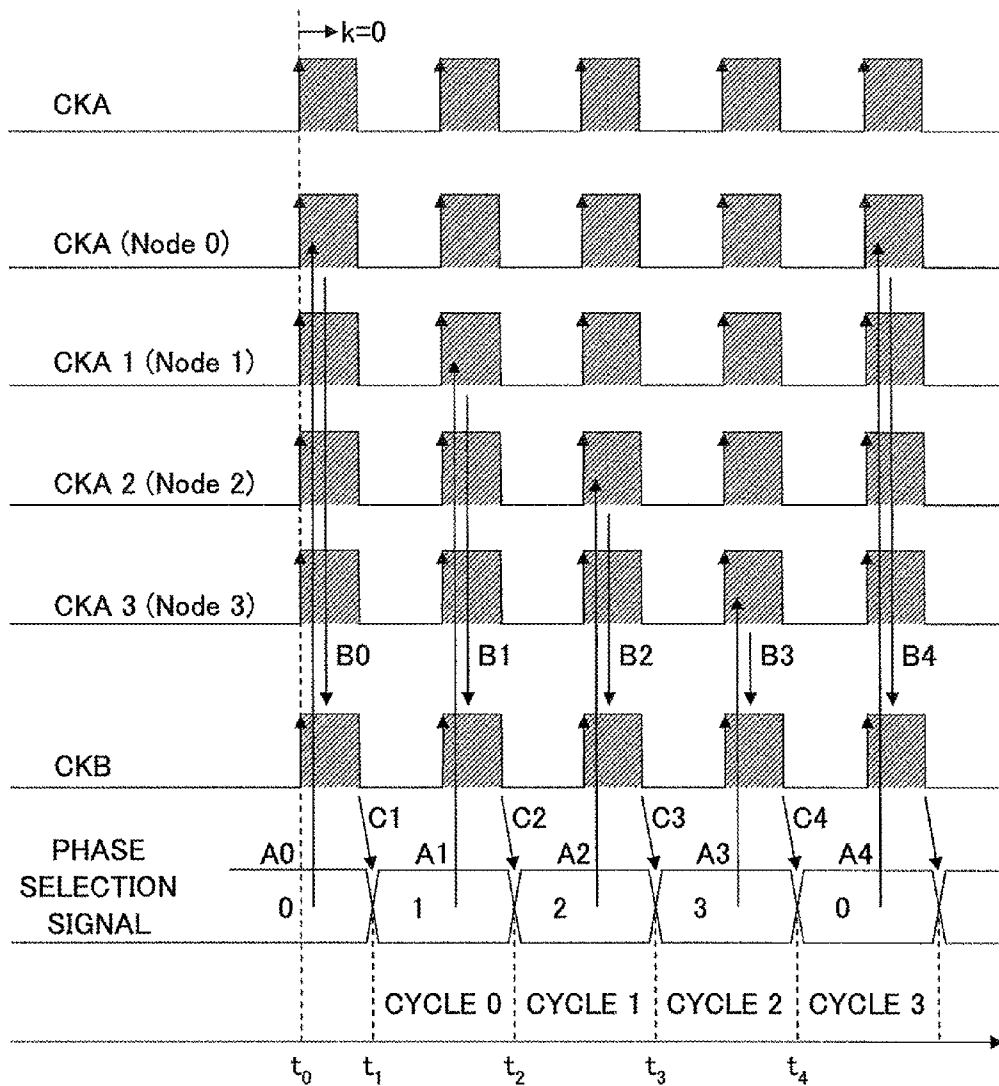 k=0
CKA
CKA (Node 0)
CKA 1 (Node 1)
CKA 2 (Node 2)
CKA 3 (Node 3)
B0 B1 B2 B3 B4
CKB
C1 C2 C3 C4
PHASE
SELECTION
SIGNAL
A0 A1 A2 A3 A4
0 1 2 3 0
CYCLE 0 CYCLE 1 CYCLE 2 CYCLE 3
t0 t1 t2 t3 t4